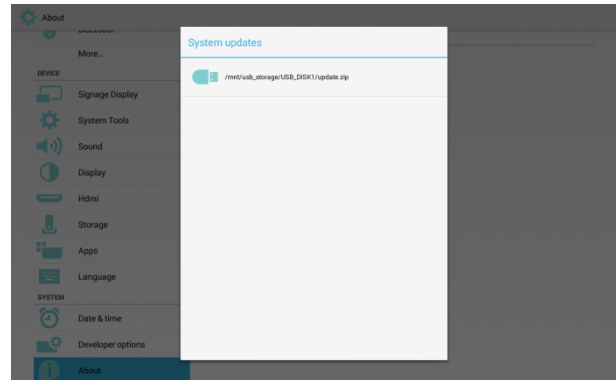 About
Bluetooth
More...
DEVICE
Signage Display
System Tools
Sound
Display
Hdmi
Storage
Apps
Language
SYSTEM
Date & time
Developer options
About
System updates
/mnt/usb_storage/USB_DISK1/update.zip